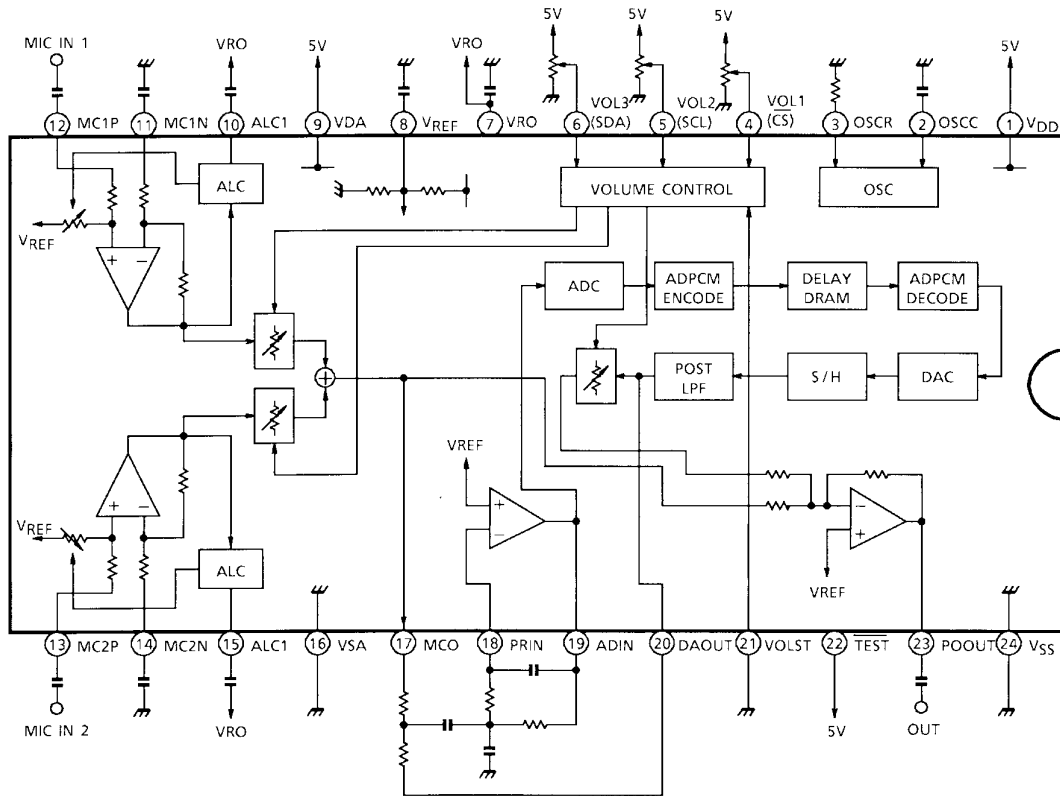 5V 5V 5V
MIC IN 1 VRO 5V VRO 5V
VOL3 VOL2 VOL1
12 MC1P 11 MC1N 10 ALC1 9 VDA 8 VREF 7 VRO 6 (SDA) 5 (SCL) 4 (CS) 3 OSCR 2 OSCC 1 VDD
ALC VOLUME CONTROL OSC
VREF
+ −
ADC ADPCM ENCODE DELAY DRAM ADPCM DECODE
+
POST LPF S/H DAC
VREF
+ −
+ −
− +
VREF
VREF
ALC
13 MC2P 14 MC2N 15 ALC1 16 VSA 17 MCO 18 PRIN 19 ADIN 20 DAOUT 21 VOLST 22 TEST 23 POOUT 24 VSS
MIC IN 2 VRO 5V OUT